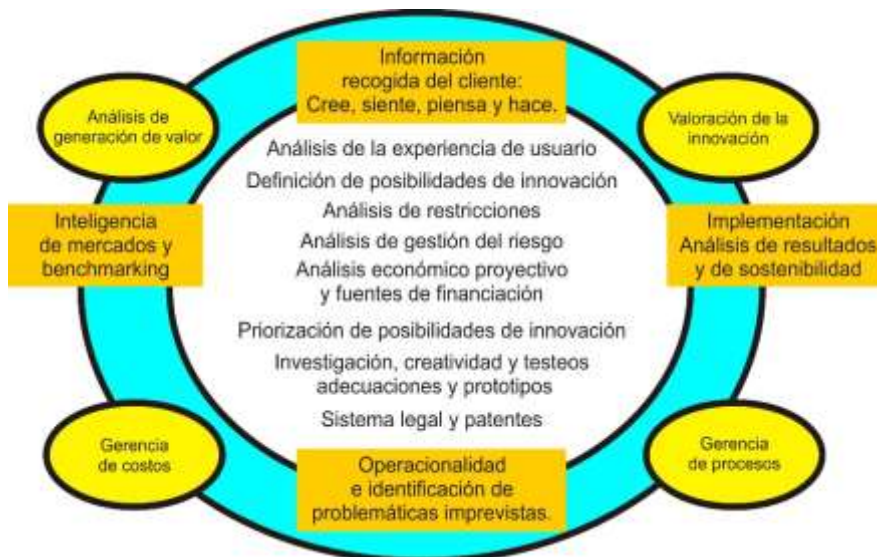 Información
recogida del cliente:
Cree, siente, piensa y hace.
Análisis de
generación de valor
Valoración de la
innovación
Análisis de la experiencia de usuario
Definición de posibilidades de innovación
Análisis de restricciones
Análisis de gestión del riesgo
Análisis económico proyectivo
y fuentes de financiación
Priorización de posibilidades de innovación
Investigación, creatividad y testeos
adecuaciones y prototipos
Sistema legal y patentes
Inteligencia
de mercados y
benchmarking
Implementación
Análisis de resultados
y de sostenibilidad
Gerencia
de costos
Gerencia
de procesos
Operacionalidad
e identificación de
problemáticas imprevistas.